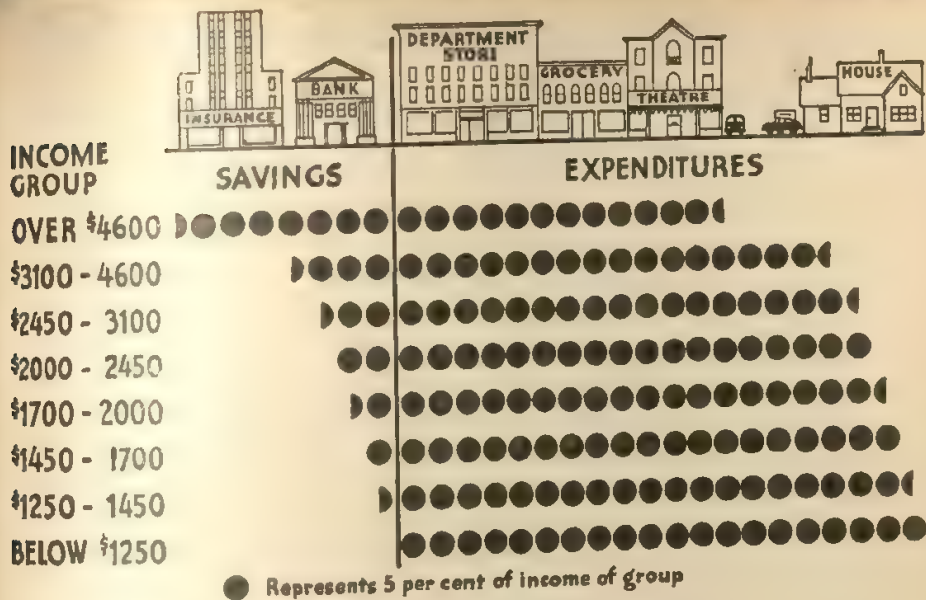 DEPARTMENT
STORE
BANK
GROCERY
HOUSE
INSURANCE
THEATRE
INCOME
GROUP
SAVINGS
EXPENDITURES
OVER $4600
$3100 - 4600
$2450 - 3100
$2000 - 2450
$1700 - 2000
$1450 - 1700
$1250 - 1450
BELOW $1250
Represents 5 per cent of income of group